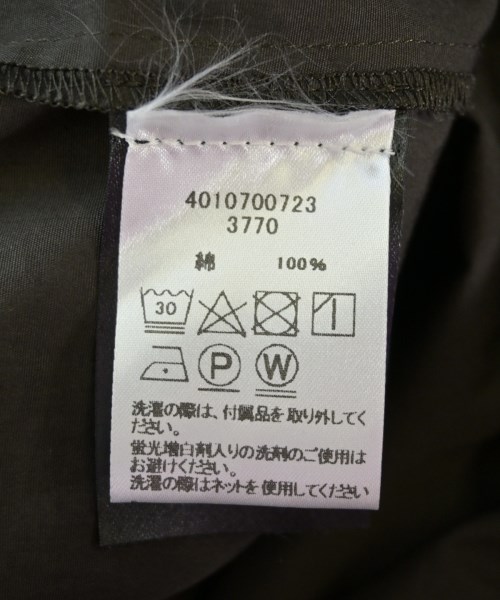 4010700723
3770
綿 100%
30
P W
洗濯の際は、付属品を取り外してく
ださい。
蛍光増白剤入りの洗剤のご使用は
お避けください。
洗濯の際はネットを使用してください